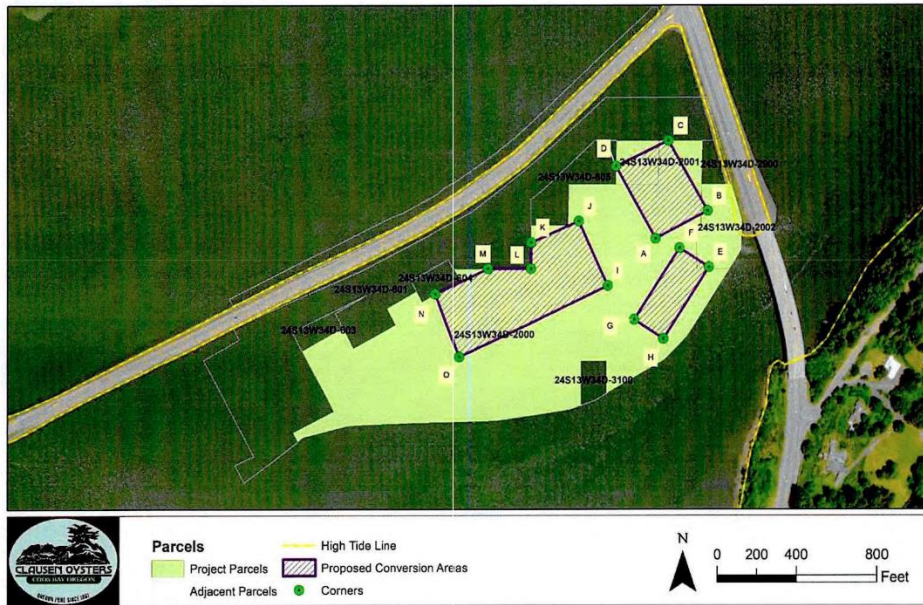 C
D
24S13W34D-2001
24S13W34D-2900
24S13W34D-605
J
B
24S13W34D-2002
K
F
A
E
M
L
24S13W34D-604
I
24S13W34D-601
N
G
24S13W34D-603
24S13W34D-2000
H
O
24S13W34D-3100
Parcels
Project Parcels
Adjacent Parcels
High Tide Line
Proposed Conversion Areas
Corners
N
0 200 400 800
Feet
CLAUSEN OYSTERS
COOS BAY, OREGON